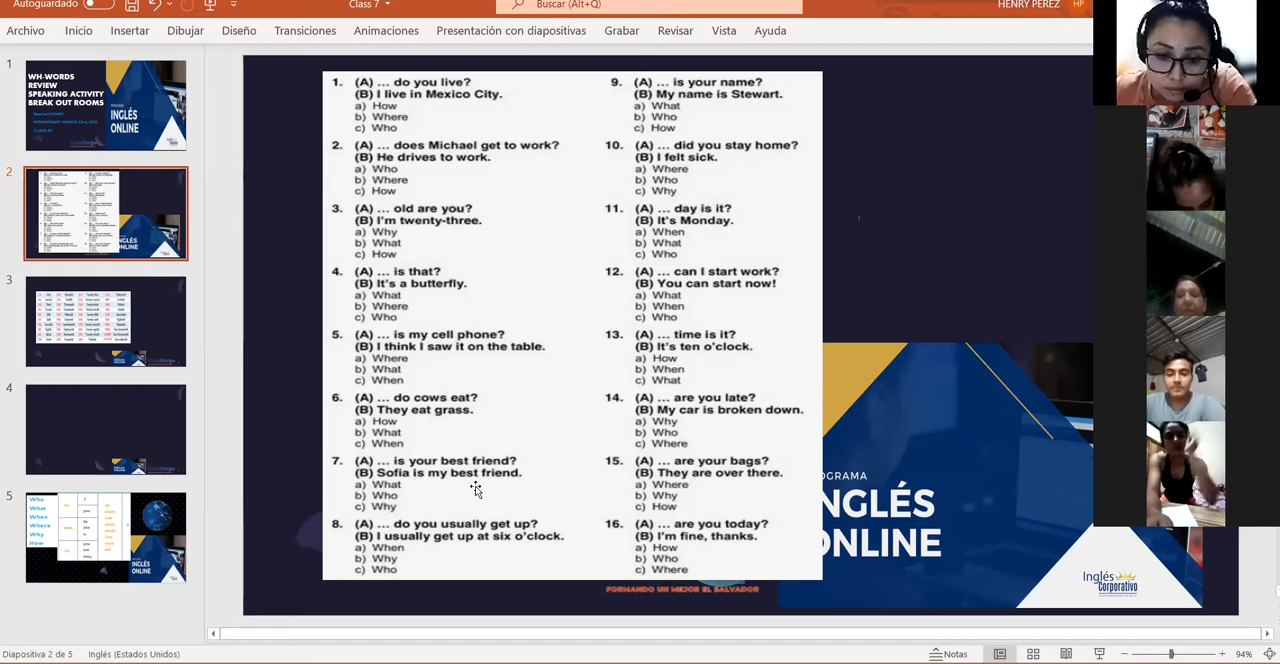 Autoguardado
Class 7
Buscar (Alt+Q)
HENRY PEREZ
HP
Archivo
Inicio
Insertar
Dibujar
Diseño
Transiciones
Animaciones
Presentación con diapositivas
Grabar
Revisar
Vista
Ayuda
1
WH-WORDS
REVIEW
SPEAKING ACTIVITY
BREAK OUT ROOMS
INGLÉS
ONLINE
2
INGLÉS
ONLINE
3
4
5
Who
What
When
Where
Why
How
INGLÉS
ONLINE
1. (A) ... do you live?
(B) I live in Mexico City.
a) How
b) Where
c) Who
2. (A) ... does Michael get to work?
(B) He drives to work.
a) Who
b) Where
c) How
3. (A) ... old are you?
(B) I'm twenty-three.
a) Why
b) What
c) How
4. (A) ... is that?
(B) It's a butterfly.
a) What
b) Where
c) Who
5. (A) ... is my cell phone?
(B) I think I saw it on the table.
a) Where
b) What
c) When
6. (A) ... do cows eat?
(B) They eat grass.
a) How
b) What
c) When
7. (A) ... is your best friend?
(B) Sofia is my best friend.
a) What
b) Who
c) Why
8. (A) ... do you usually get up?
(B) I usually get up at six o'clock.
a) When
b) Why
c) Who
9. (A) ... is your name?
(B) My name is Stewart.
a) What
b) Who
c) How
10. (A) ... did you stay home?
(B) I felt sick.
a) Where
b) Who
c) Why
11. (A) ... day is it?
(B) It's Monday.
a) When
b) What
c) Who
12. (A) ... can I start work?
(B) You can start now!
a) What
b) When
c) Who
13. (A) ... time is it?
(B) It's ten o'clock.
a) How
b) When
c) What
14. (A) ... are you late?
(B) My car is broken down.
a) Why
b) Who
c) Where
15. (A) ... are your bags?
(B) They are over there.
a) Where
b) Why
c) How
16. (A) ... are you today?
(B) I'm fine, thanks.
a) How
b) Who
c) Where
OGRAMA
NGLÉS
ONLINE
Inglés
Corporativo
FORMANDO UN MEJOR EL SALVADOR
Diapositiva 2 de 5
Inglés (Estados Unidos)
Notas
94%